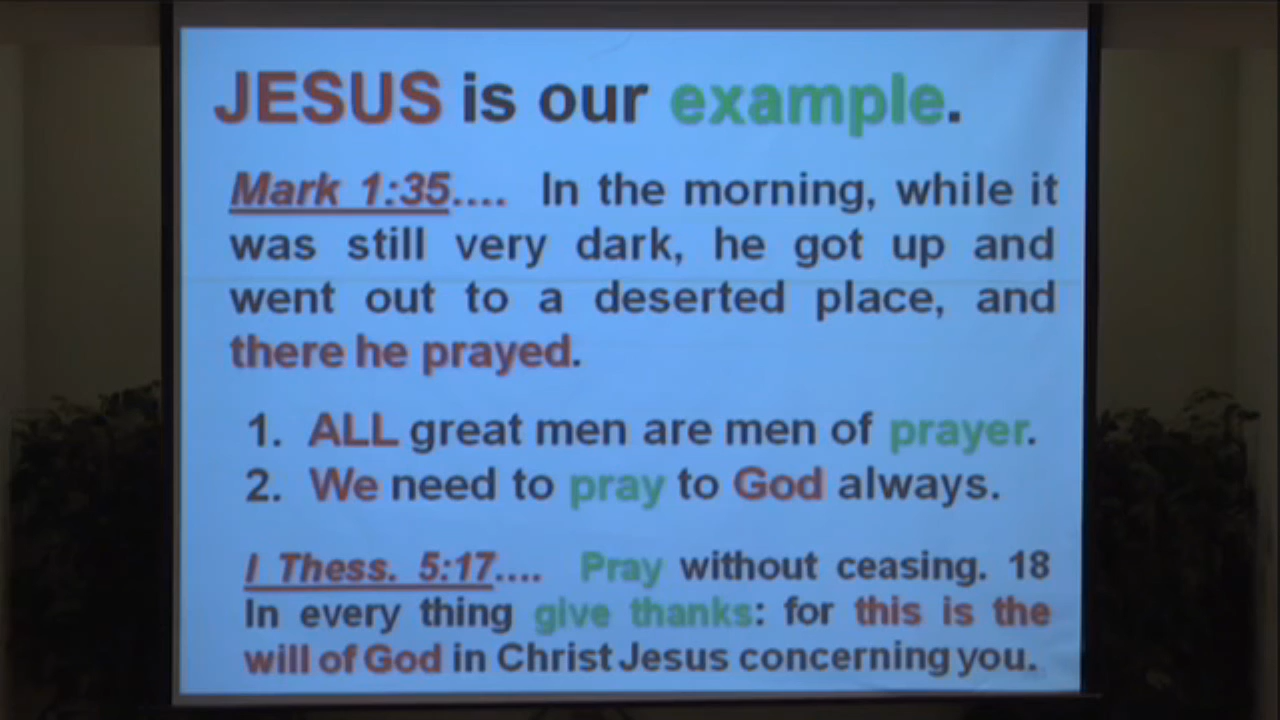 JESUS is our example.
Mark 1:35.... In the morning, while it
was still very dark, he got up and
went out to a deserted place, and
there he prayed.
1. ALL great men are men of prayer.
2. We need to pray to God always.
I Thess. 5:17.... Pray without ceasing. 18
In every thing give thanks: for this is the
will of God in Christ Jesus concerning you.